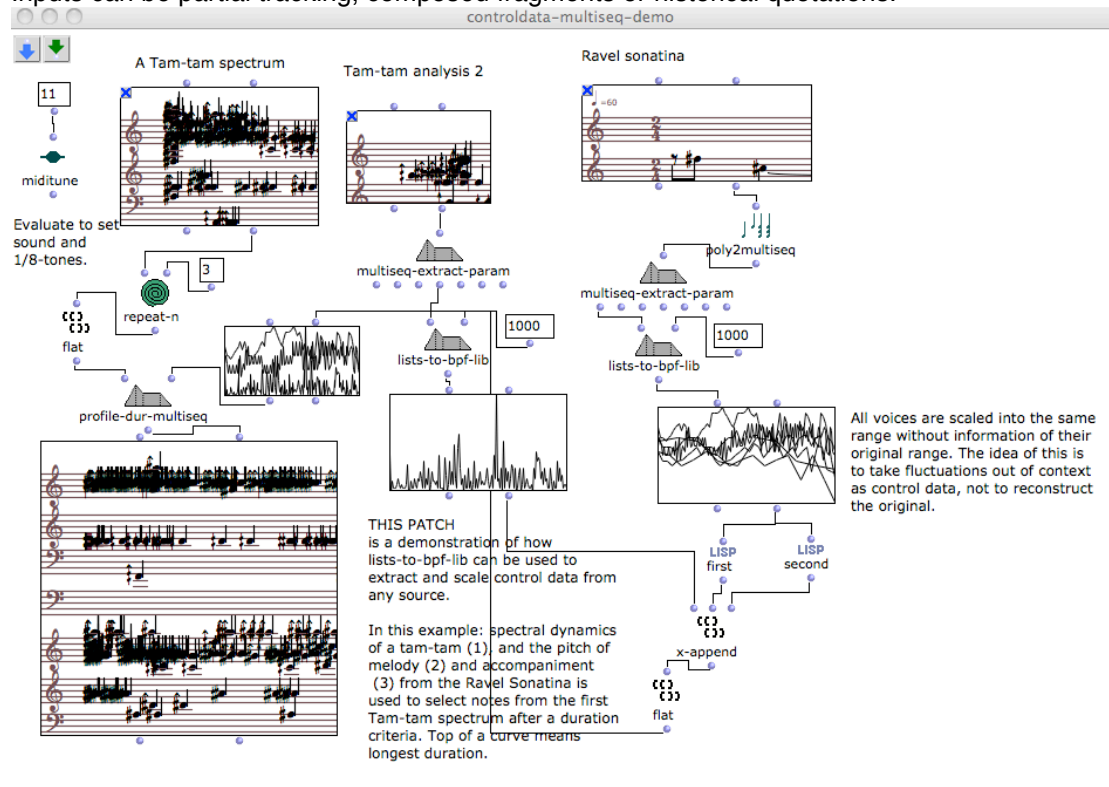 inputs can be partial tracking, composed fragments or historical quotations.
controldata-multiseq-demo
A Tam-tam spectrum
Tam-tam analysis 2
Ravel sonatina
11
=60
2
4
2
4
miditune
Evaluate to set
sound and
1/8-tones.
poly2multiseq
3
multiseq-extract-param
multiseq-extract-param
repeat-n
flat
1000
1000
lists-to-bpf-lib
lists-to-bpf-lib
profile-dur-multiseq
All voices are scaled into the same
range without information of their
original range. The idea of this is
to take fluctuations out of context
as control data, not to reconstruct
the original.
THIS PATCH
is a demonstration of how
lists-to-bpf-lib can be used to
extract and scale control data from
any source.
LISP
first
LISP
second
In this example: spectral dynamics
of a tam-tam (1), and the pitch of
melody (2) and accompaniment
(3) from the Ravel Sonatina is
used to select notes from the first
Tam-tam spectrum after a duration
criteria. Top of a curve means
longest duration.
x-append
flat